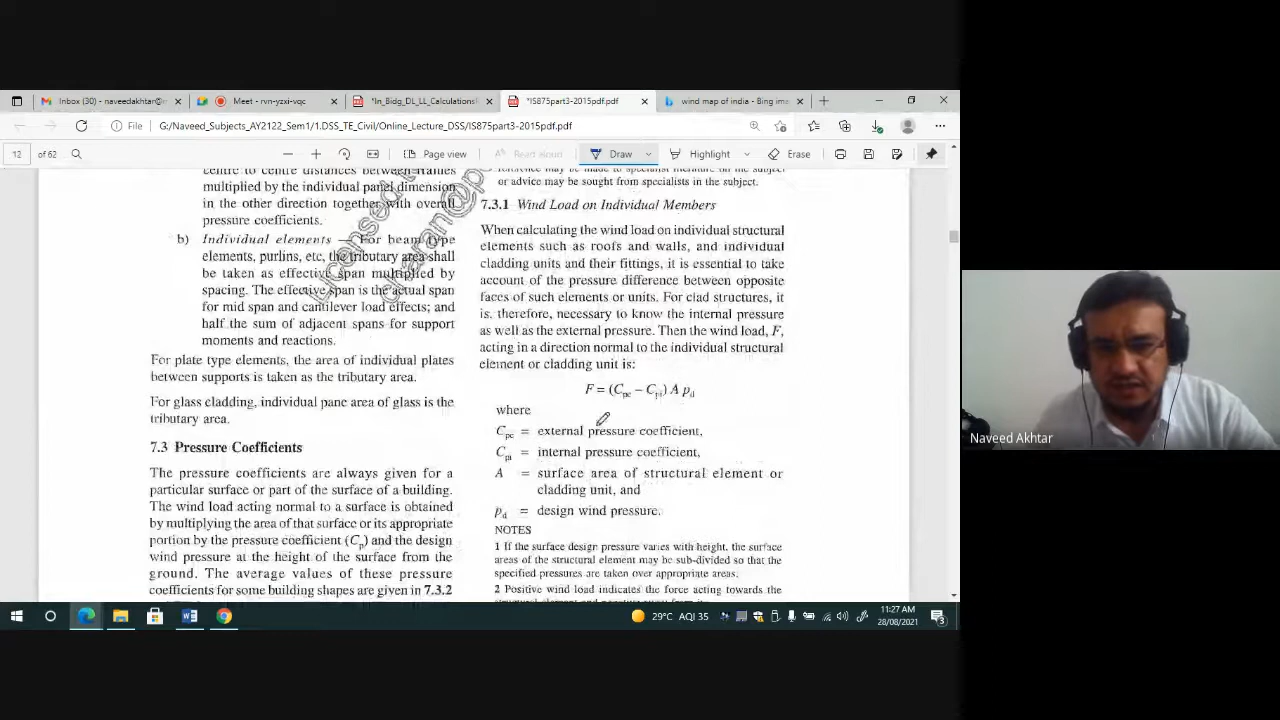 Inbox (30) - naveedakhtar@
Meet - rvn-yzxi-vqc
*In_Bldg_DL_LL_Calculations
*IS875part3-2015pdf.pdf
wind map of india - Bing ima
File
G:/Naveed_Subjects_AY2122_Sem1/1.DSS_TE_Civil/Online_Lecture_DSS/IS875part3-2015pdf.pdf
12 of 62
Page view
Read aloud
Draw
Highlight
Erase
centre to centre distances between frames
multiplied by the individual panel dimension
in the other direction together with overall
pressure coefficients.
b) Individual elements — For beam type
elements, purlins, etc, the tributary area shall
be taken as effective span multiplied by
spacing. The effective span is the actual span
for mid span and cantilever load effects; and
half the sum of adjacent spans for support
moments and reactions.
For plate type elements, the area of individual plates
between supports is taken as the tributary area.
For glass cladding, individual pane area of glass is the
tributary area.
7.3 Pressure Coefficients
The pressure coefficients are always given for a
particular surface or part of the surface of a building.
The wind load acting normal to a surface is obtained
by multiplying the area of that surface or its appropriate
portion by the pressure coefficient (Cp) and the design
wind pressure at the height of the surface from the
ground. The average values of these pressure
coefficients for some building shapes are given in 7.3.2
may be made to specialist literature on the subject
or advice may be sought from specialists in the subject.
7.3.1 Wind Load on Individual Members
When calculating the wind load on individual structural
elements such as roofs and walls, and individual
cladding units and their fittings, it is essential to take
account of the pressure difference between opposite
faces of such elements or units. For clad structures, it
is, therefore, necessary to know the internal pressure
as well as the external pressure. Then the wind load, F,
acting in a direction normal to the individual structural
element or cladding unit is:
F = (Cpe – Cpi) A pd
where
Cpe = external pressure coefficient,
Cpi = internal pressure coefficient,
A = surface area of structural element or
cladding unit, and
pd = design wind pressure.
NOTES
1 If the surface design pressure varies with height, the surface
areas of the structural element may be sub-divided so that the
specified pressures are taken over appropriate areas.
2 Positive wind load indicates the force acting towards the
Licensed
charan@
Naveed Akhtar
29°C AQI 35
11:27 AM
28/08/2021
3